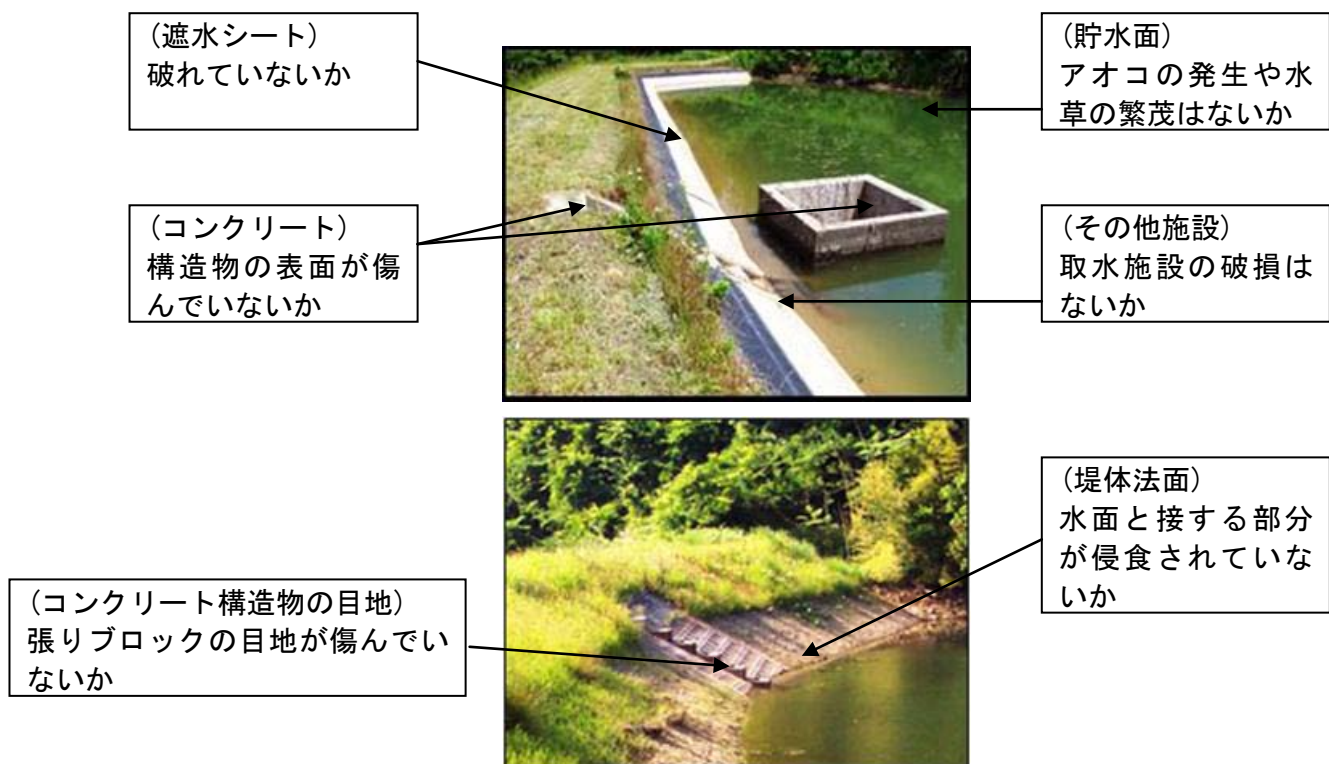 (遮水シート)
破れていないか
(貯水面)
アオコの発生や水
草の繁茂はないか
(コンクリート)
構造物の表面が傷
んでいないか
(その他施設)
取水施設の破損は
ないか
(堤体法面)
水面と接する部分
が侵食されていな
いか
(コンクリート構造物の目地)
張りブロックの目地が傷んでい
ないか